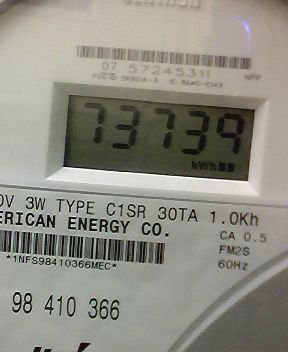 07 57245311
73739
kWh
0V 3W TYPE C1SR 30TA 1.0Kh
ERICAN ENERGY CO.
CA 0.5
FM2S
*1NFS98410366MEC*
60Hz
98 410 366